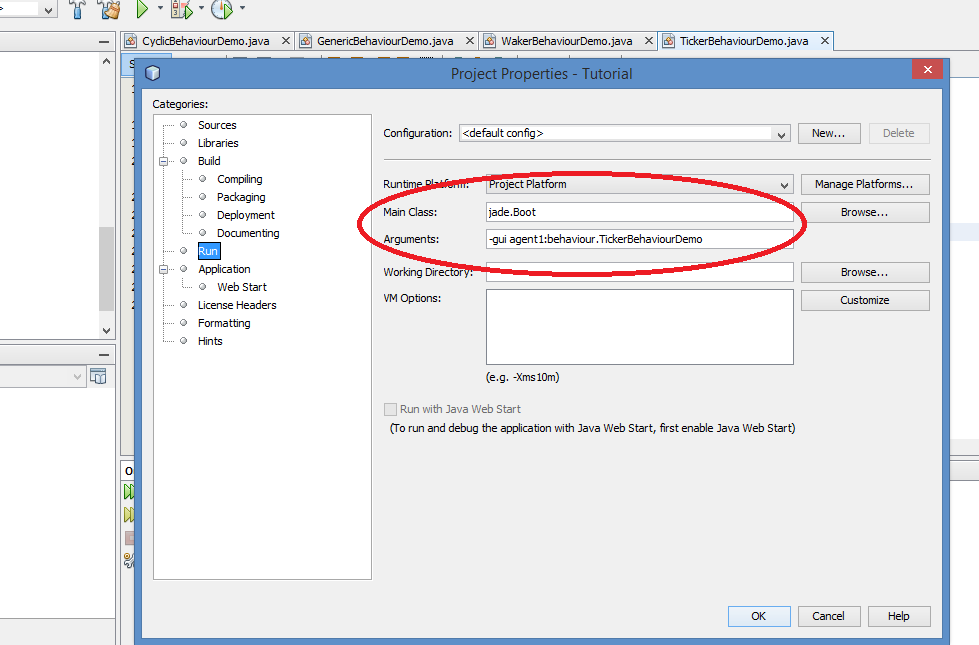 CyclicBehaviourDemo.java GenericBehaviourDemo.java WakerBehaviourDemo.java TickerBehaviourDemo.java
Project Properties - Tutorial
Categories:
Sources
Libraries
Build
Compiling
Packaging
Deployment
Documenting
Run
Application
Web Start
License Headers
Formatting
Hints
Configuration: <default config> New... Delete
Runtime Platform: Project Platform Manage Platforms...
Main Class: jade.Boot Browse...
Arguments: -gui agent1:behaviour.TickerBehaviourDemo
Working Directory: Browse...
VM Options: Customize
(e.g. -Xms10m)
Run with Java Web Start
(To run and debug the application with Java Web Start, first enable Java Web Start)
OK Cancel Help